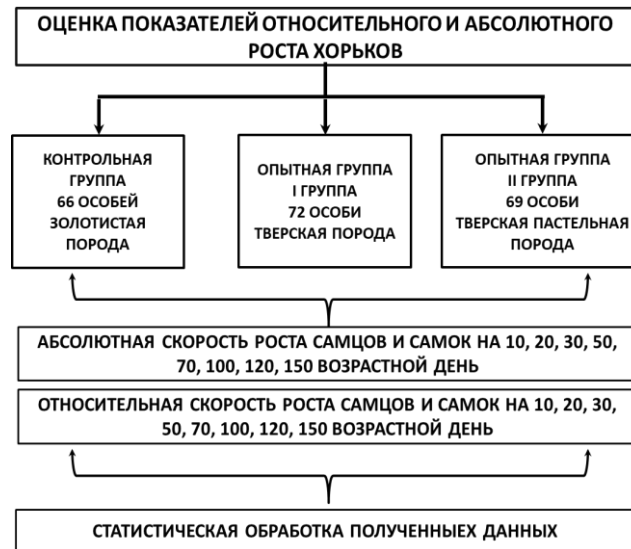 ОЦЕНКА ПОКАЗАТЕЛЕЙ ОТНОСИТЕЛЬНОГО И АБСОЛЮТНОГО
РОСТА ХОРЬКОВ
КОНТРОЛЬНАЯ
ГРУППА
66 ОСОБЕЙ
ЗОЛОТИСТАЯ
ПОРОДА
ОПЫТНАЯ ГРУППА
I ГРУППА
72 ОСОБИ
ТВЕРСКАЯ ПОРОДА
ОПЫТНАЯ ГРУППА
II ГРУППА
69 ОСОБИ
ТВЕРСКАЯ ПАСТЕЛЬНАЯ
ПОРОДА
АБСОЛЮТНАЯ СКОРОСТЬ РОСТА САМЦОВ И САМОК НА 10, 20, 30, 50,
70, 100, 120, 150 ВОЗРАСТНОЙ ДЕНЬ
ОТНОСИТЕЛЬНАЯ СКОРОСТЬ РОСТА САМЦОВ И САМОК НА 10, 20, 30,
50, 70, 100, 120, 150 ВОЗРАСТНОЙ ДЕНЬ
СТАТИСТИЧЕСКАЯ ОБРАБОТКА ПОЛУЧЕННЫЕХ ДАННЫХ